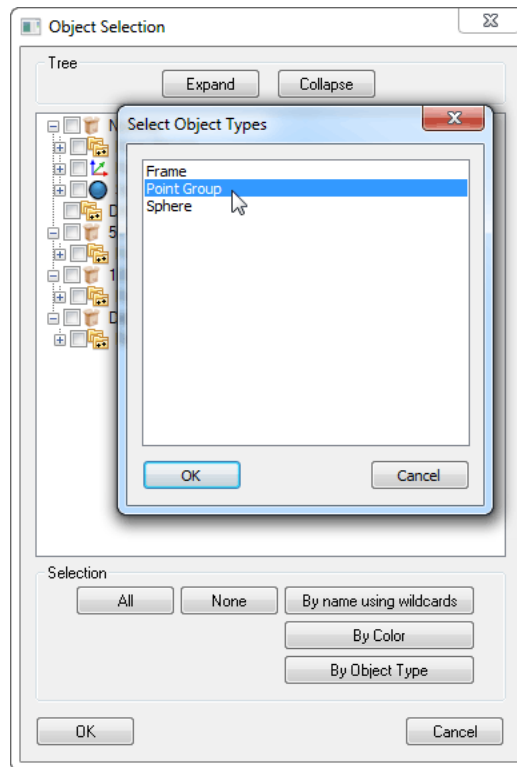 Object Selection
Tree
Expand
Collapse
Select Object Types
Frame
Point Group
Sphere
OK
Cancel
Selection
All
None
By name using wildcards
By Color
By Object Type
OK
Cancel